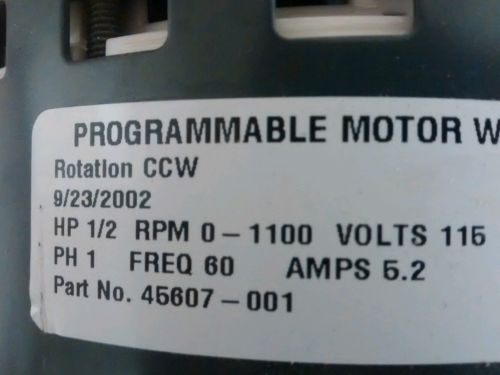 PROGRAMMABLE MOTOR W
Rotation CCW
9/23/2002
HP 1/2 RPM 0-1100 VOLTS 115
PH 1 FREQ 60 AMPS 5.2
Part No. 45607-001